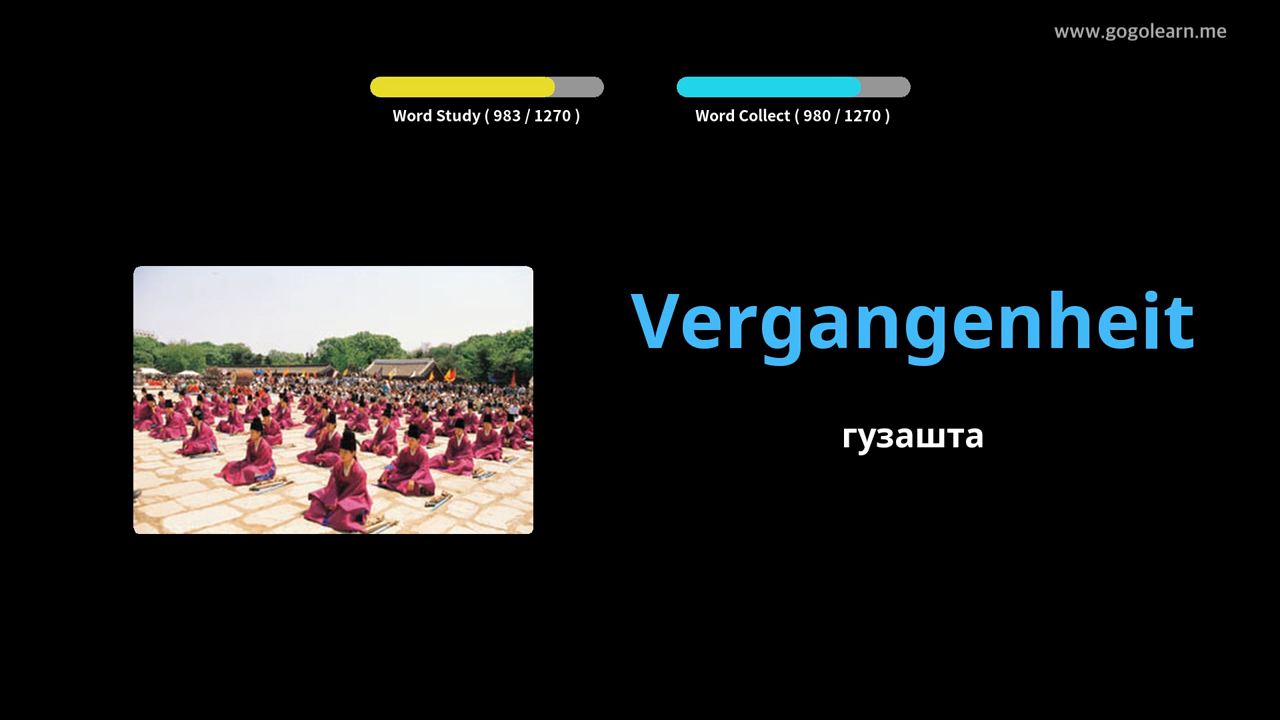 www.gogolearn.me
Word Study ( 983 / 1270 )
Word Collect ( 980 / 1270 )
Vergangenheit
гузашта